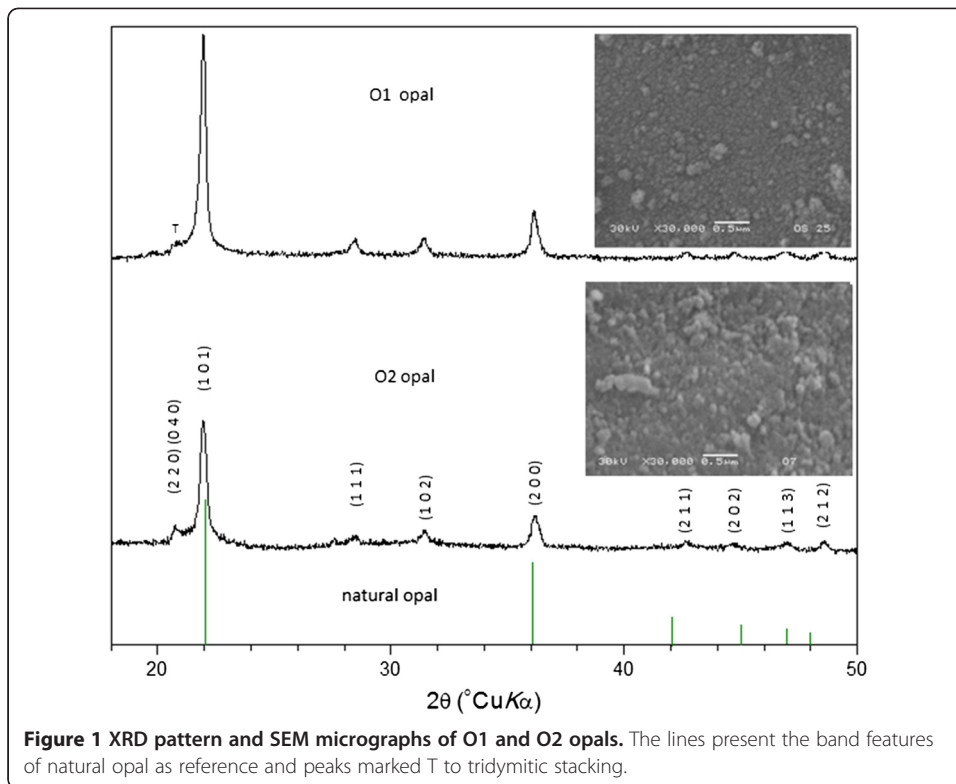 O1 opal
T
30kV X30,000 0.5μm OS 25
O2 opal
(2 2 0) (0 4 0)
(1 0 1)
(1 1 1)
(1 0 2)
(2 0 0)
(2 1 1)
(2 0 2)
(1 1 3)
(2 1 2)
30kV X30,000 0.5μm O7
natural opal
20 30 40 50
2θ (°CuKα)
Figure 1 XRD pattern and SEM micrographs of O1 and O2 opals. The lines present the band features
of natural opal as reference and peaks marked T to tridymitic stacking.